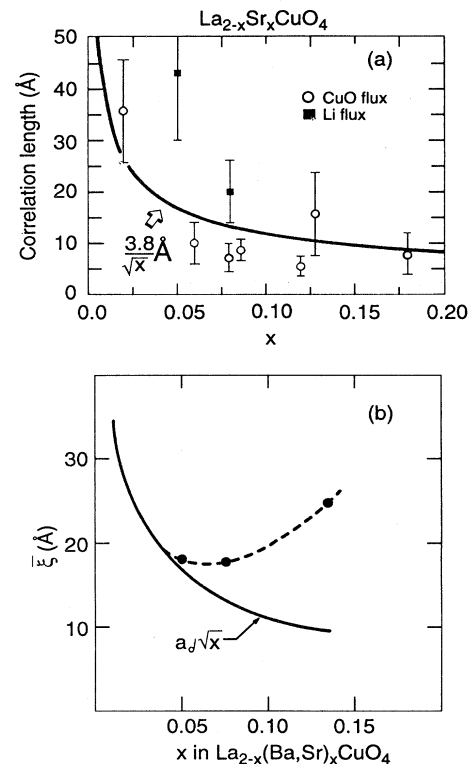 La₂₋ₓSrₓCuO₄
(a)
Correlation length (Å)
50
40
30
20
10
0
○ CuO flux
■ Li flux
3.8/√x Å
0.0 0.05 0.10 0.15 0.20
x
(b)
ξ̄ (Å)
30
20
10
a₀/√x
0.05 0.10 0.15
x in La₂₋ₓ(Ba,Sr)ₓCuO₄